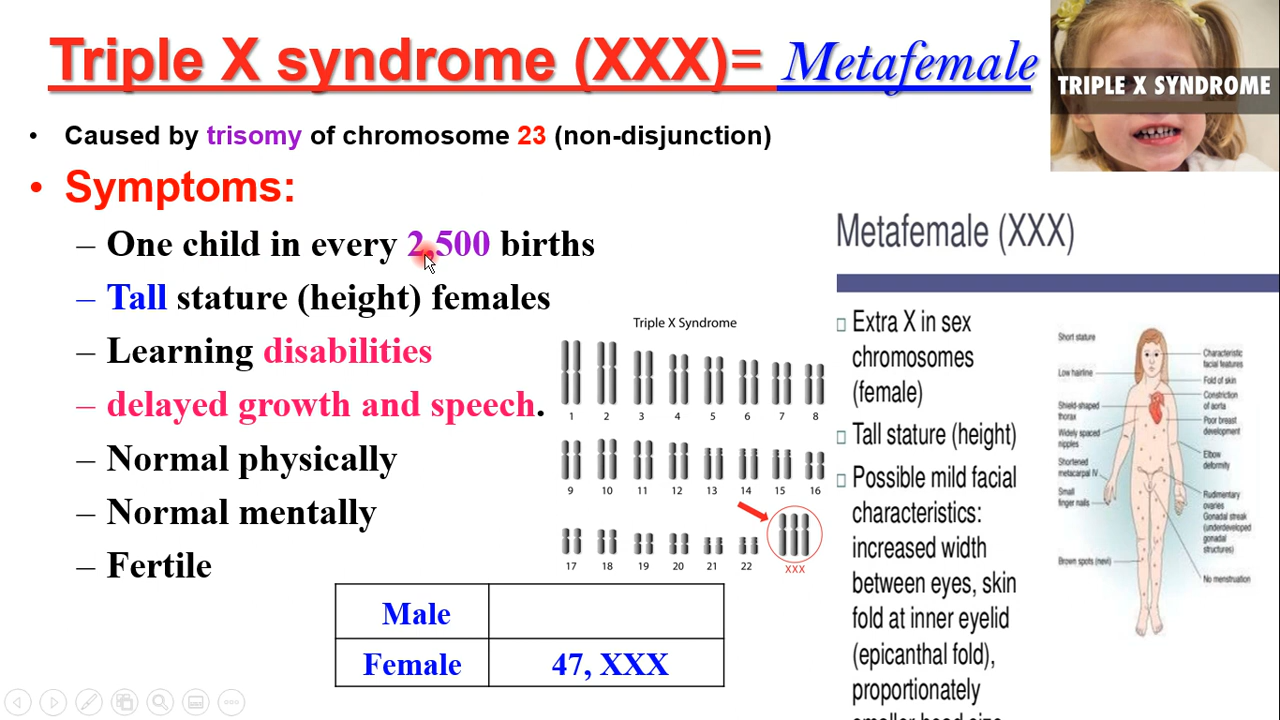 Triple X syndrome (XXX)= Metafemale
TRIPLE X SYNDROME
• Caused by trisomy of chromosome 23 (non-disjunction)
• Symptoms:
– One child in every 2,500 births
– Tall stature (height) females
– Learning disabilities
– delayed growth and speech.
– Normal physically
– Normal mentally
– Fertile
Triple X Syndrome
1 2 3 4 5 6 7 8
9 10 11 12 13 14 15 16
17 18 19 20 21 22 XXX
Male
Female 47, XXX
Metafemale (XXX)
Extra X in sex
chromosomes
(female)
Tall stature (height)
Possible mild facial
characteristics:
increased width
between eyes, skin
fold at inner eyelid
(epicanthal fold),
proportionately
smaller head size
Short stature
Low hairline
Shield-shaped
thorax
Widely spaced
nipples
Shortened
metacarpal IV
Small
finger nails
Brown spots (nevi)
Characteristic
facial features
Fold of skin
Constriction
of aorta
Poor breast
development
Elbow
deformity
Rudimentary
ovaries
Gonadal streak
(underdeveloped
gonadal
structures)
No menstruation